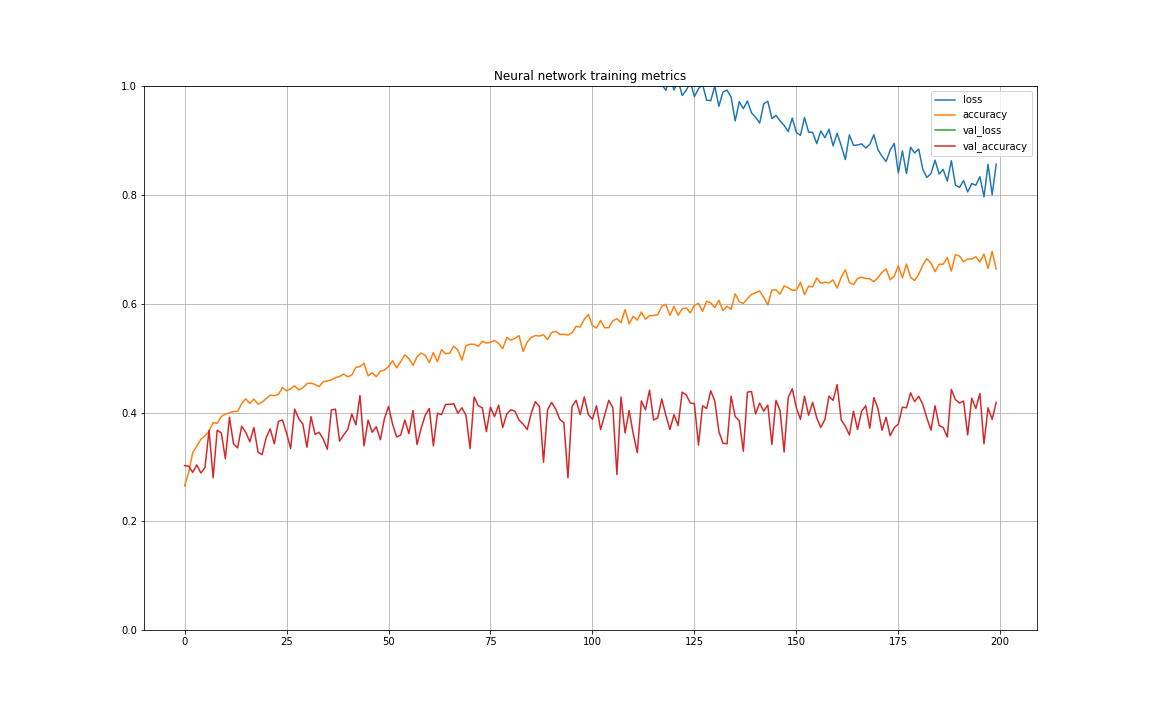 Neural network training metrics
loss
accuracy
val_loss
val_accuracy
1.0
0.8
0.6
0.4
0.2
0.0
0 25 50 75 100 125 150 175 200